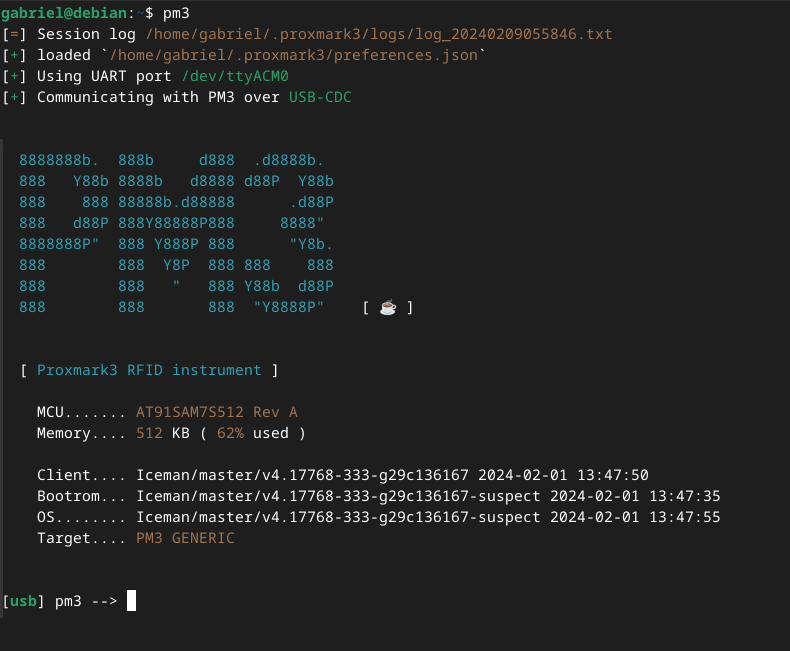 gabriel@debian:~$ pm3
[=] Session log /home/gabriel/.proxmark3/logs/log_20240209055846.txt
[+] loaded `/home/gabriel/.proxmark3/preferences.json`
[+] Using UART port /dev/ttyACM0
[+] Communicating with PM3 over USB-CDC


  8888888b.  888b     d888  .d8888b.
  888   Y88b 8888b   d8888 d88P  Y88b
  888    888 88888b.d88888      .d88P
  888   d88P 888Y88888P888     8888"
  8888888P"  888 Y888P 888      "Y8b.
  888        888  Y8P  888 888    888
  888        888   "   888 Y88b  d88P
  888        888       888  "Y8888P"    [ ☕ ]


  [ Proxmark3 RFID instrument ]

    MCU....... AT91SAM7S512 Rev A
    Memory.... 512 KB ( 62% used )

    Client.... Iceman/master/v4.17768-333-g29c136167 2024-02-01 13:47:50
    Bootrom... Iceman/master/v4.17768-333-g29c136167-suspect 2024-02-01 13:47:35
    OS........ Iceman/master/v4.17768-333-g29c136167-suspect 2024-02-01 13:47:55
    Target.... PM3 GENERIC


[usb] pm3 -->